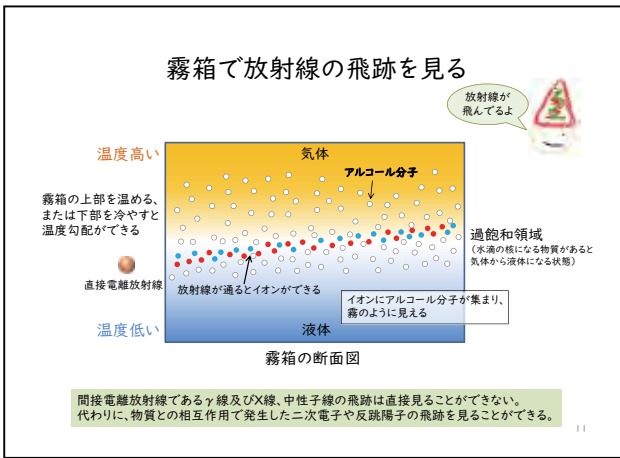 霧箱で放射線の飛跡を見る
放射線が
飛んでるよ
温度高い
気体
アルコール分子
霧箱の上部を温める、
または下部を冷やすと
温度勾配ができる
過飽和領域
(水滴の核になる物質があると
気体から液体になる状態)
直接電離放射線
放射線が通るとイオンができる
イオンにアルコール分子が集まり、
霧のように見える
温度低い
液体
霧箱の断面図
間接電離放射線であるγ線及びX線、中性子線の飛跡は直接見ることができない。
代わりに、物質との相互作用で発生した二次電子や反跳陽子の飛跡を見ることができる。
11